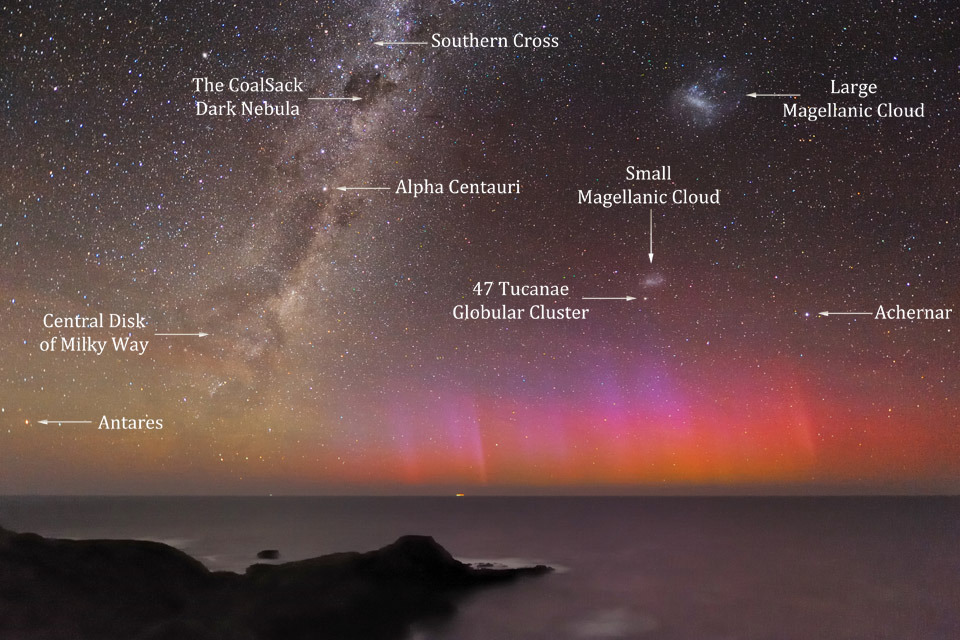 Southern Cross
The CoalSack
Dark Nebula
Large
Magellanic Cloud
Alpha Centauri
Small
Magellanic Cloud
47 Tucanae
Globular Cluster
Achernar
Central Disk
of Milky Way
Antares